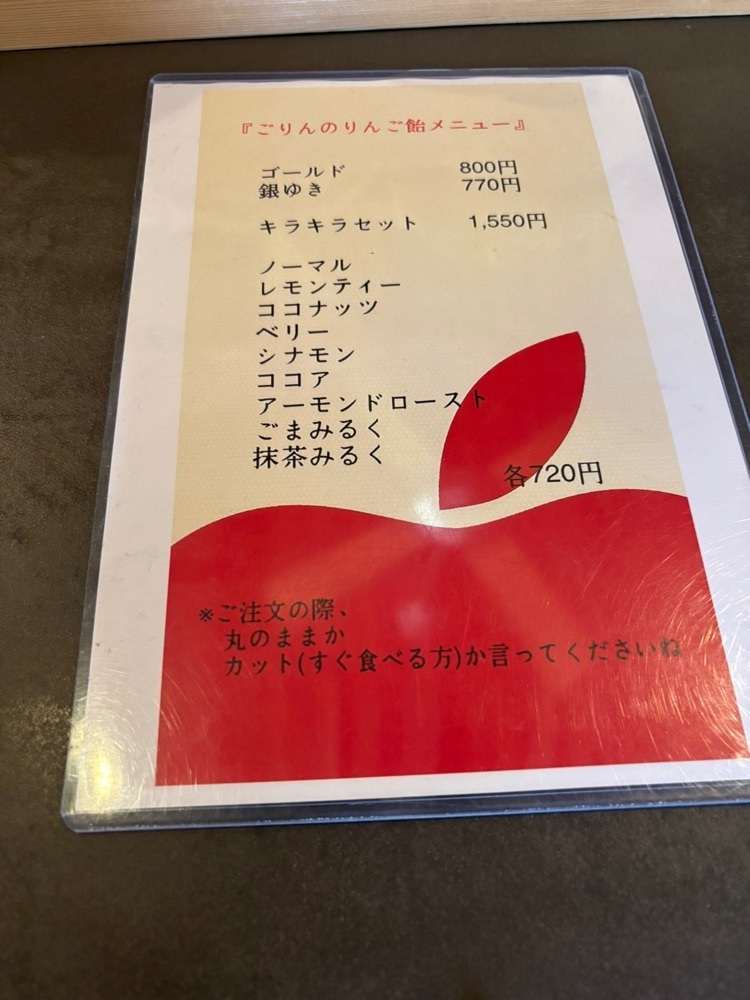 『ごりんのりんご飴メニュー』
ゴールド 800円
銀ゆき 770円
キラキラセット 1,550円
ノーマル
レモンティー
ココナッツ
ベリー
シナモン
ココア
アーモンドロースト
ごまみるく
抹茶みるく
各720円
※ご注文の際、
丸のままか
カット(すぐ食べる方)か言ってくださいね